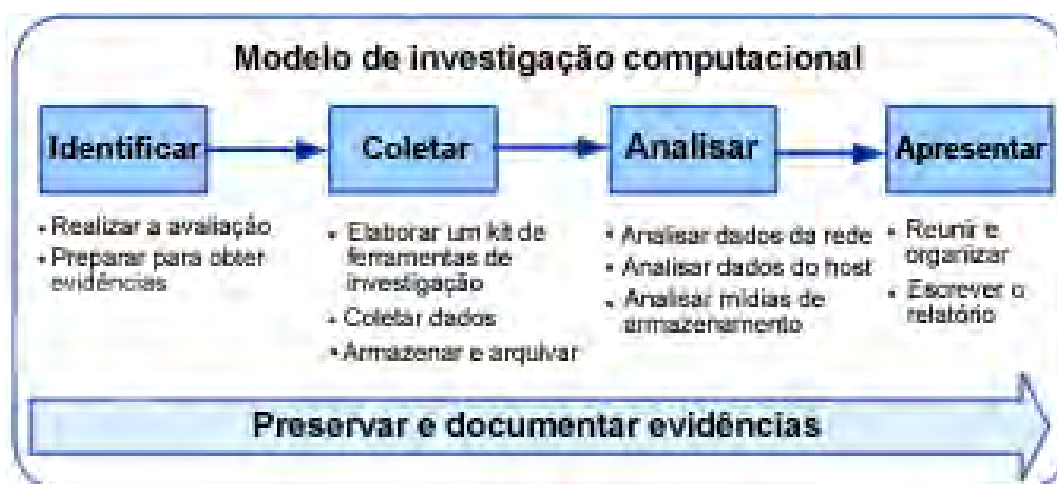 Modelo de investigação computacional
Identificar
Coletar
Analisar
Apresentar
• Realizar a avaliação
• Preparar para obter
evidências
• Elaborar um kit de
ferramentas de
investigação
• Coletar dados
• Armazenar e arquivar
• Analisar dados da rede
• Analisar dados do host
• Analisar mídias de
armazenamento
• Reunir e
organizar
• Escrever o
relatório
Preservar e documentar evidências